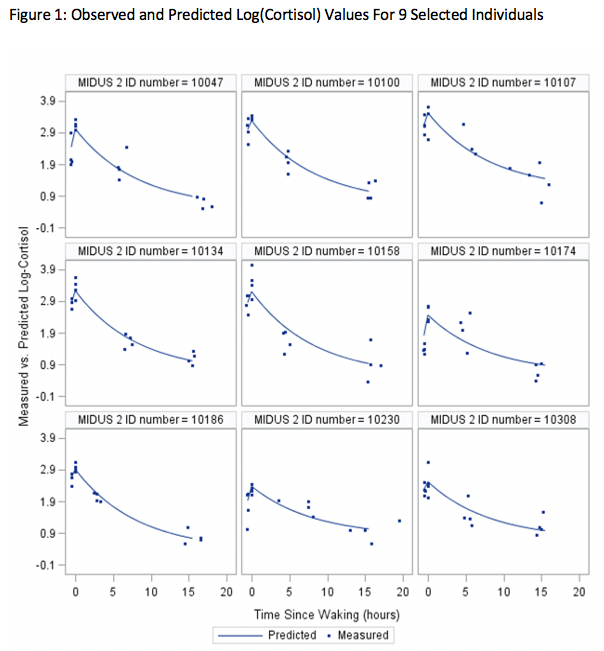 Figure 1: Observed and Predicted Log(Cortisol) Values For 9 Selected Individuals
MIDUS 2 ID number = 10047
MIDUS 2 ID number = 10100
MIDUS 2 ID number = 10107
3.9
2.9
1.9
0.9
-0.1
MIDUS 2 ID number = 10134
MIDUS 2 ID number = 10158
MIDUS 2 ID number = 10174
3.9
2.9
1.9
0.9
-0.1
Measured vs. Predicted Log-Cortisol
MIDUS 2 ID number = 10186
MIDUS 2 ID number = 10230
MIDUS 2 ID number = 10308
3.9
2.9
1.9
0.9
-0.1
0 5 10 15 20 0 5 10 15 20 0 5 10 15 20
Time Since Waking (hours)
Predicted Measured